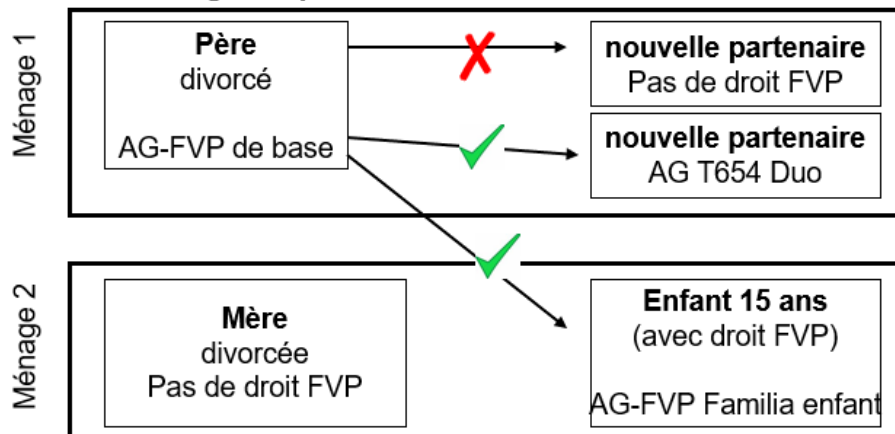 Ménage 1
Père
divorcé
AG-FVP de base
nouvelle partenaire
Pas de droit FVP
nouvelle partenaire
AG T654 Duo
Ménage 2
Mère
divorcée
Pas de droit FVP
Enfant 15 ans
(avec droit FVP)
AG-FVP Familia enfant